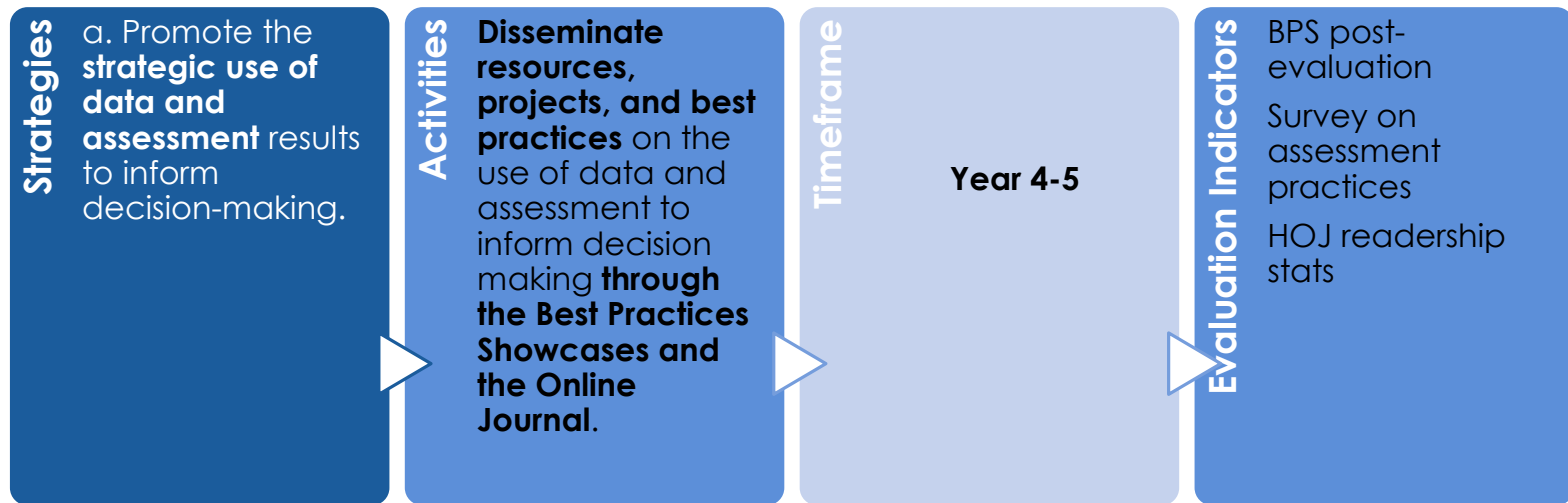 Strategies
a. Promote the
strategic use of
data and
assessment results
to inform
decision-making.
Activities
Disseminate
resources,
projects, and best
practices on the
use of data and
assessment to
inform decision
making through
the Best Practices
Showcases and
the Online
Journal.
Timeframe
Year 4-5
Evaluation Indicators
BPS post-
evaluation
Survey on
assessment
practices
HOJ readership
stats